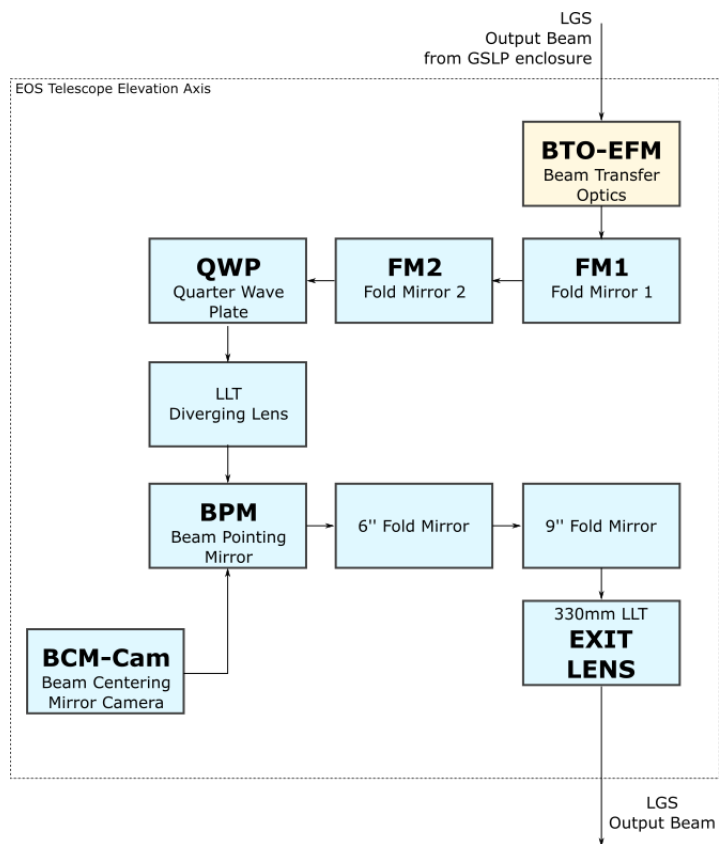 LGS
Output Beam
from GSLP enclosure
EOS Telescope Elevation Axis
BTO-EFM
Beam Transfer
Optics
QWP
Quarter Wave
Plate
FM2
Fold Mirror 2
FM1
Fold Mirror 1
LLT
Diverging Lens
BPM
Beam Pointing
Mirror
6'' Fold Mirror
9'' Fold Mirror
330mm LLT
EXIT
LENS
BCM-Cam
Beam Centering
Mirror Camera
LGS
Output Beam